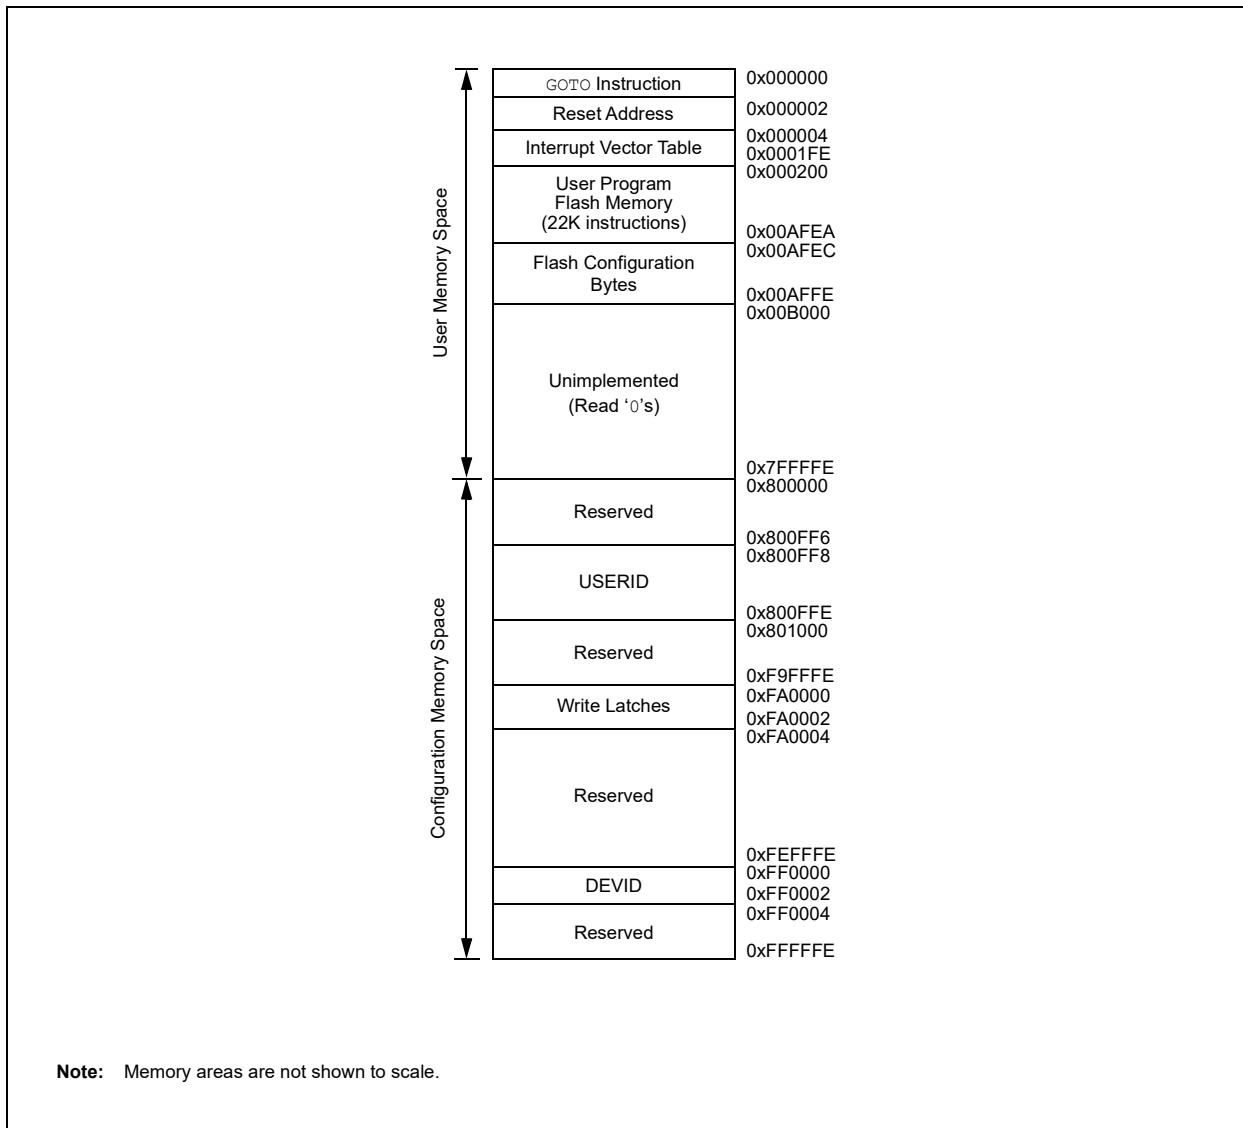 User Memory Space
GOTO Instruction
0x000000
Reset Address
0x000002
Interrupt Vector Table
0x000004
0x0001FE
0x000200
User Program
Flash Memory
(22K instructions)
0x00AFEA
0x00AFEC
Flash Configuration
Bytes
0x00AFFE
0x00B000
Unimplemented
(Read ‘0’s)
0x7FFFFE
0x800000
Configuration Memory Space
Reserved
0x800FF6
0x800FF8
USERID
0x800FFE
0x801000
Reserved
0xF9FFFE
0xFA0000
Write Latches
0xFA0002
0xFA0004
Reserved
0xFEFFFE
0xFF0000
DEVID
0xFF0002
0xFF0004
Reserved
0xFFFFFE
Note: Memory areas are not shown to scale.